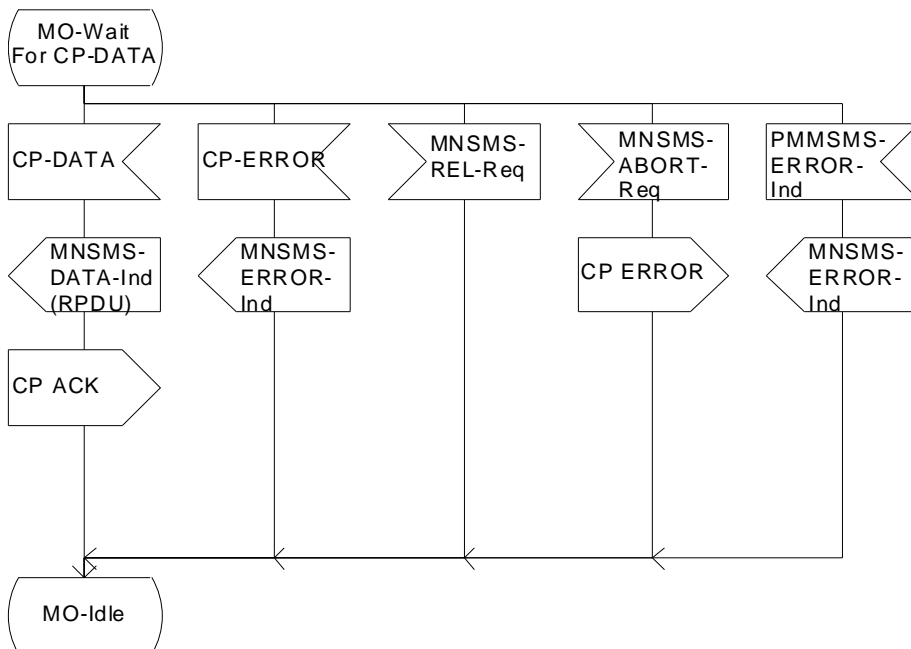 MO-Wait
For CP-DATA
CP-DATA
CP-ERROR
MNSMS-
REL-Req
MNSMS-
ABORT-
Req
PMMSMS-
ERROR-
Ind
MNSMS-
DATA-Ind
(RPDU)
MNSMS-
ERROR-
Ind
CP ERROR
MNSMS-
ERROR-
Ind
CP ACK
MO-Idle